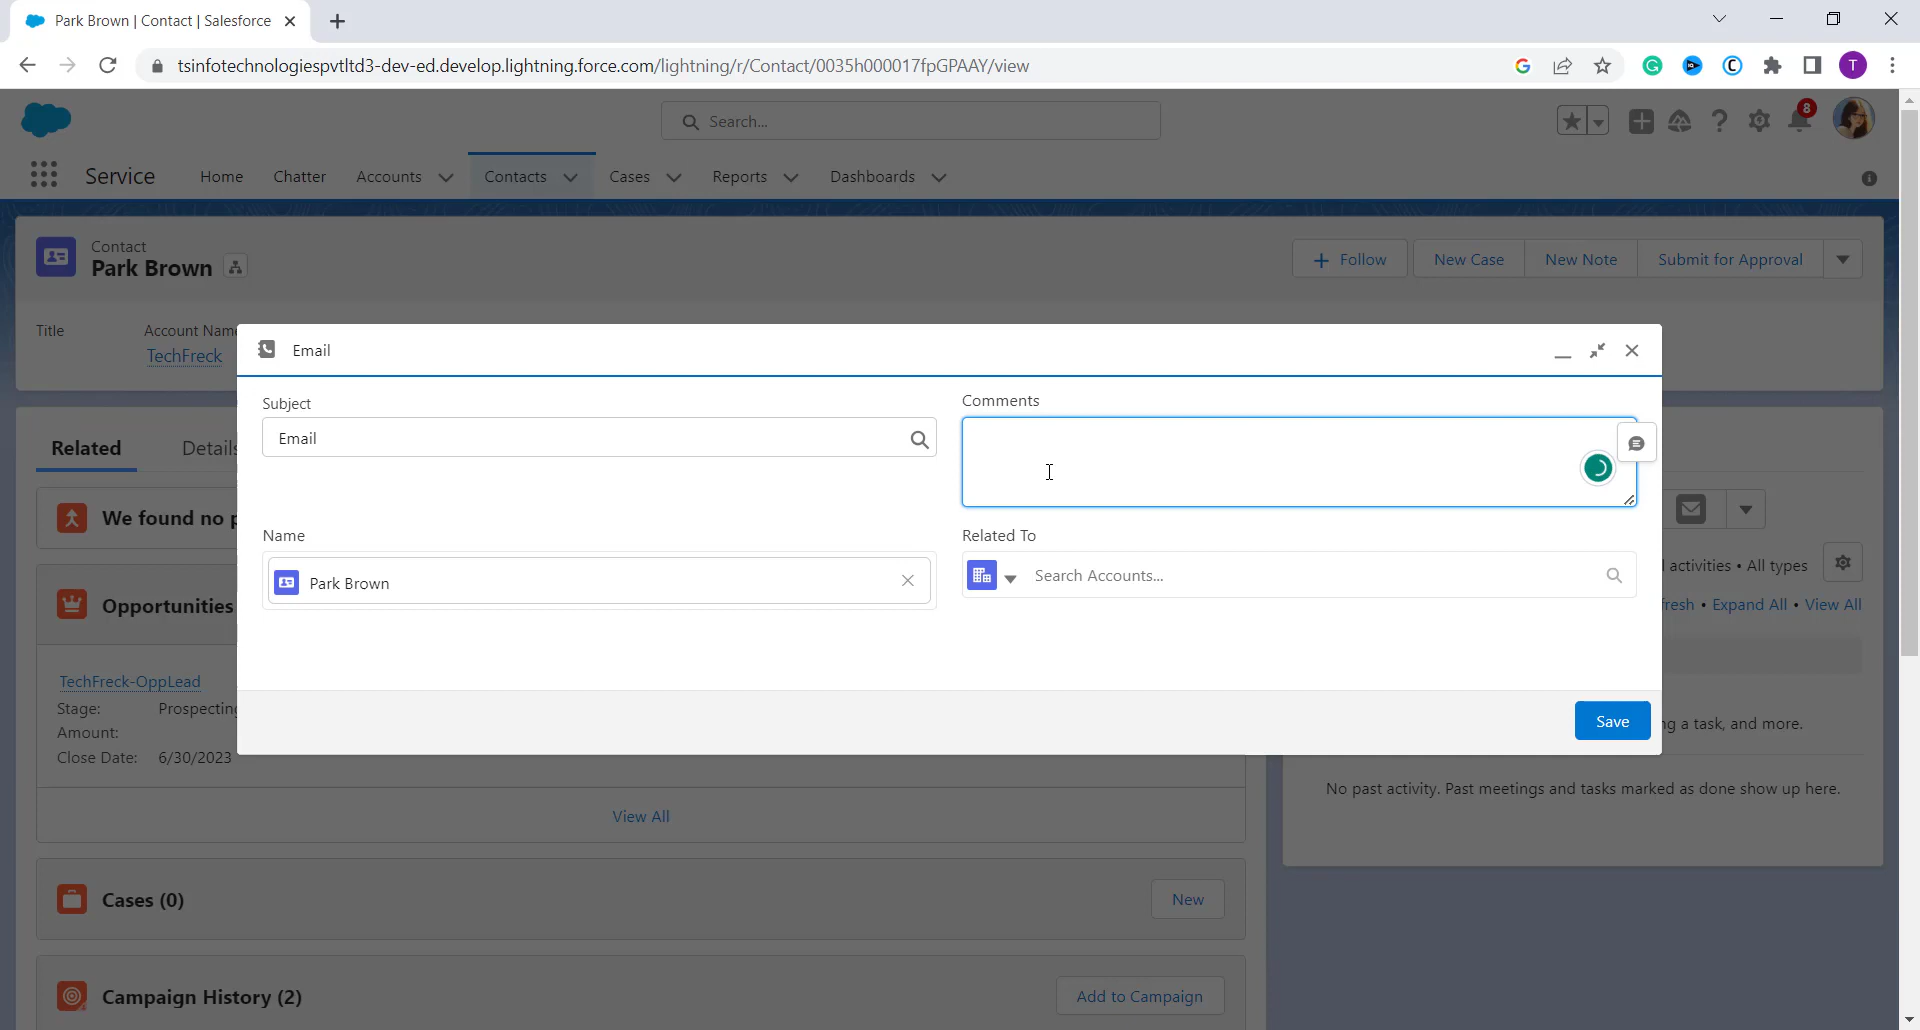 Park Brown | Contact | Salesforce
tsinfotechnologiespvtltd3-dev-ed.develop.lightning.force.com/lightning/r/Contact/0035h000017fpGPAAY/view
T
Search...
8
Service Home Chatter Accounts Contacts Cases Reports Dashboards
Contact
Park Brown
Follow New Case New Note Submit for Approval
Title Account Name
TechFreck
Email
Subject
Email
Comments
Name
Park Brown
Related To
Search Accounts...
Save
Related Details
We found no p
Opportunities
TechFreck-OppLead
Stage: Prospecting
Amount:
Close Date: 6/30/2023
View All
Cases (0) New
Campaign History (2) Add to Campaign
l activities • All types
fresh • Expand All • View All
ng a task, and more.
No past activity. Past meetings and tasks marked as done show up here.